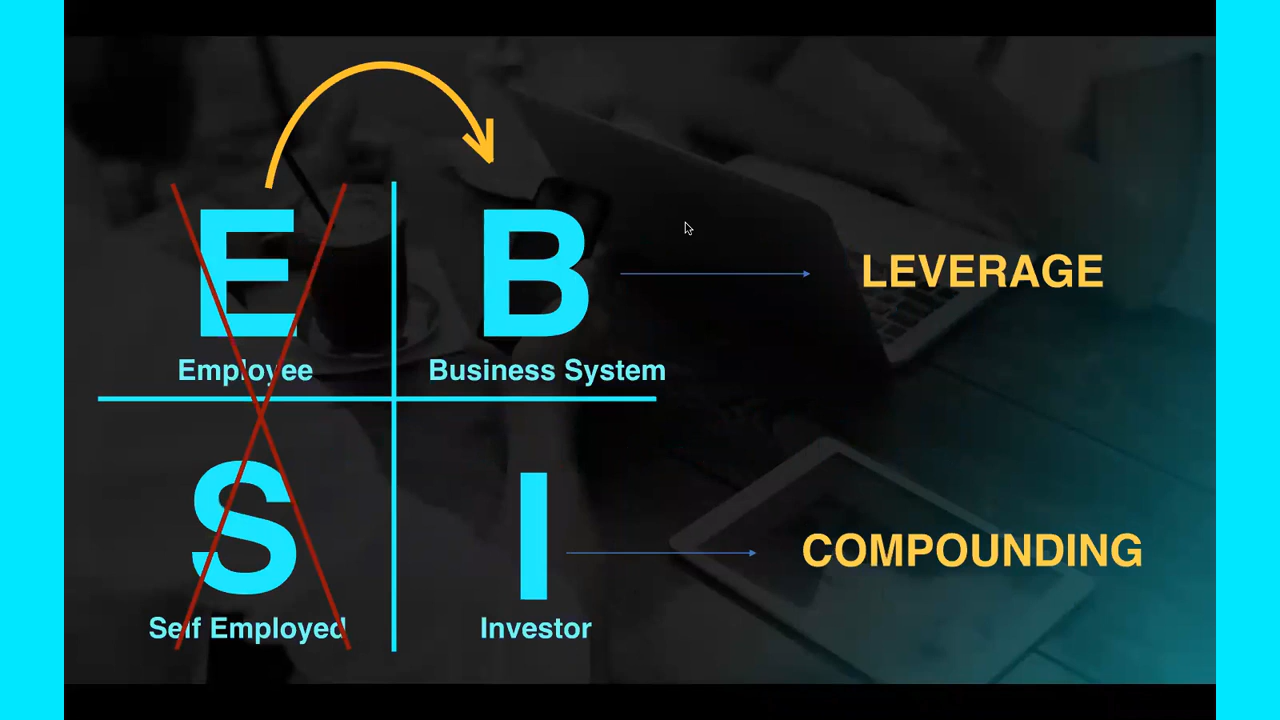 E
B
LEVERAGE
Employee
Business System
S
I
COMPOUNDING
Self Employed
Investor